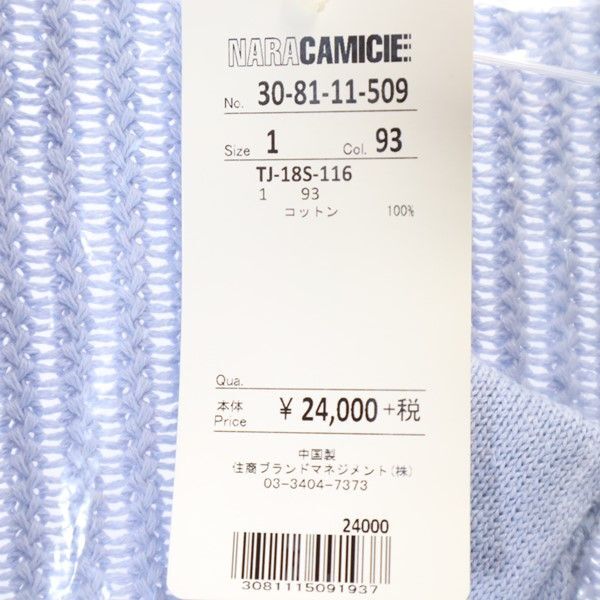 NARACAMICIE
No. 30-81-11-509
Size 1 Col. 93
TJ-18S-116
1 93
コットン 100%
Qua.
本体 Price ¥ 24,000 +税
中国製
住商ブランドマネジメント(株)
03-3404-7373
24000
3081115091937